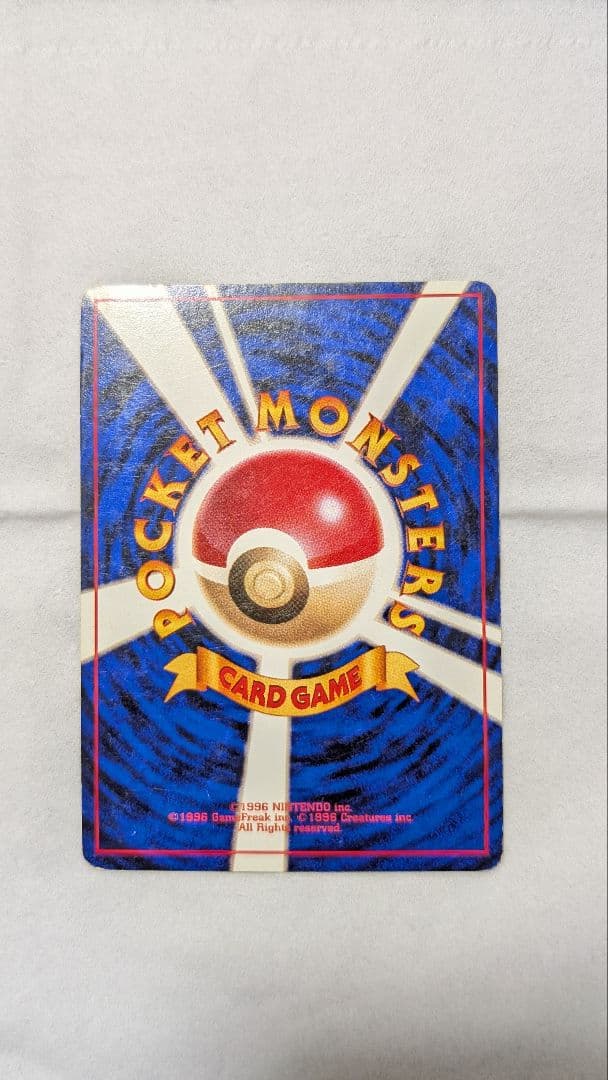 POCKET MONSTERS
CARD GAME
©1996 NINTENDO inc.
©1996 GameFreak inc. ©1996 Creatures inc.
All Rights reserved.